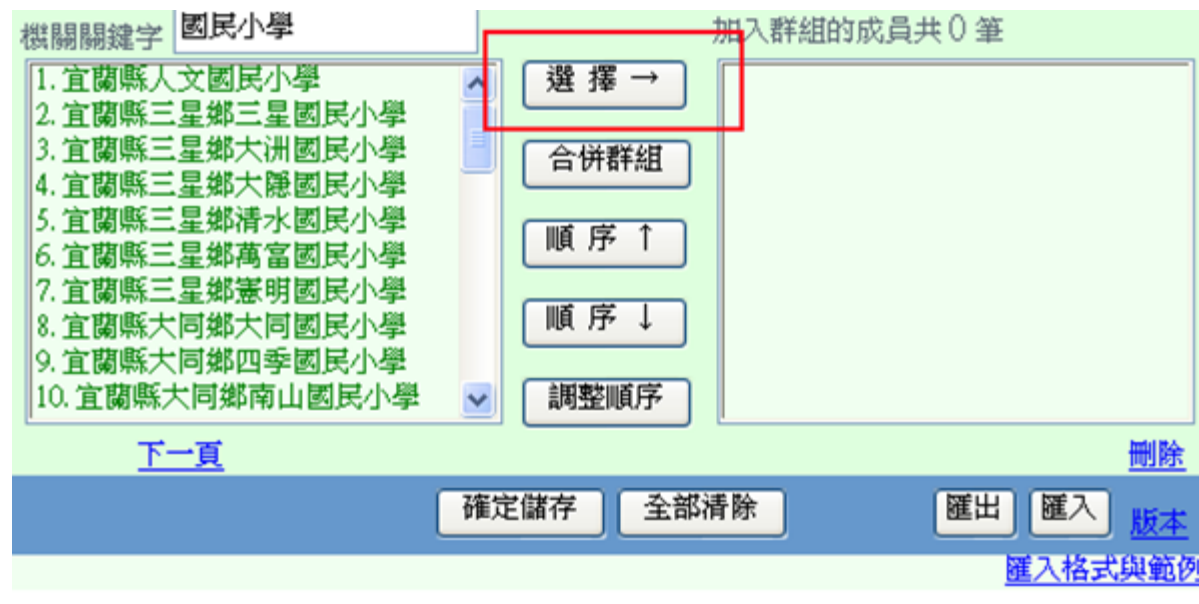 機關關鍵字 國民小學
加入群組的成員共 0 筆
1. 宜蘭縣人文國民小學
2. 宜蘭縣三星鄉三星國民小學
3. 宜蘭縣三星鄉大洲國民小學
4. 宜蘭縣三星鄉大隱國民小學
5. 宜蘭縣三星鄉清水國民小學
6. 宜蘭縣三星鄉萬富國民小學
7. 宜蘭縣三星鄉憲明國民小學
8. 宜蘭縣大同鄉大同國民小學
9. 宜蘭縣大同鄉四季國民小學
10. 宜蘭縣大同鄉南山國民小學
選 擇 →
合併群組
順 序 ↑
順 序 ↓
調整順序
下一頁
刪除
確定儲存 全部清除 匯出 匯入 版本
匯入格式與範例